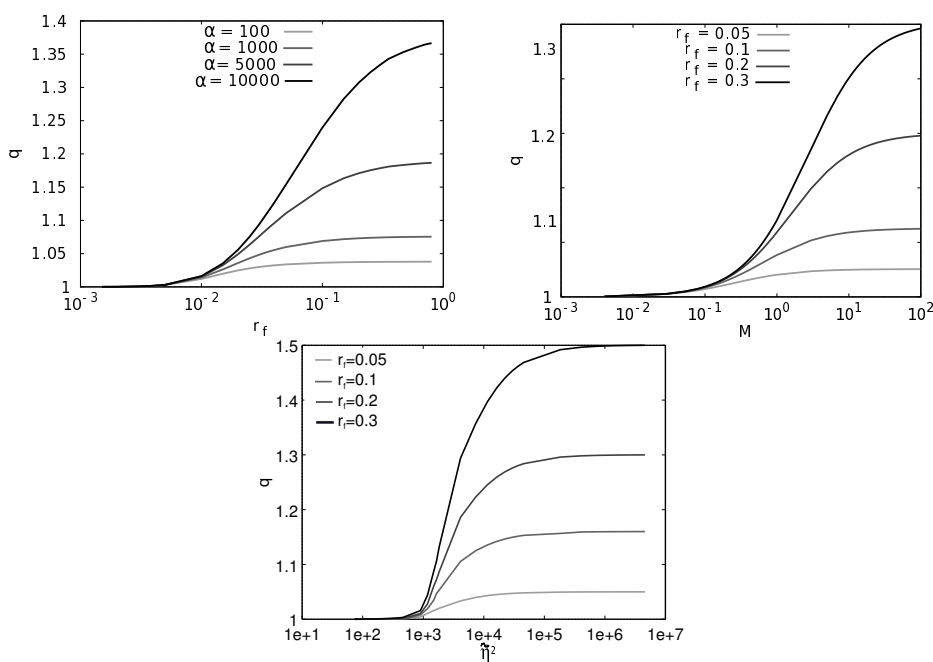 1.4
1.35
1.3
1.25
1.2
1.15
1.1
1.05
1
q
α = 100
α = 1000
α = 5000
α = 10000
10^-3 10^-2 10^-1 10^0
r_f
1.3
1.2
1.1
1
q
r_f = 0.05
r_f = 0.1
r_f = 0.2
r_f = 0.3
10^-3 10^-2 10^-1 10^0 10^1 10^2
M
1.5
1.4
1.3
1.2
1.1
1
q
r_f=0.05
r_f=0.1
r_f=0.2
r_f=0.3
1e+1 1e+2 1e+3 1e+4 1e+5 1e+6 1e+7
η̃²